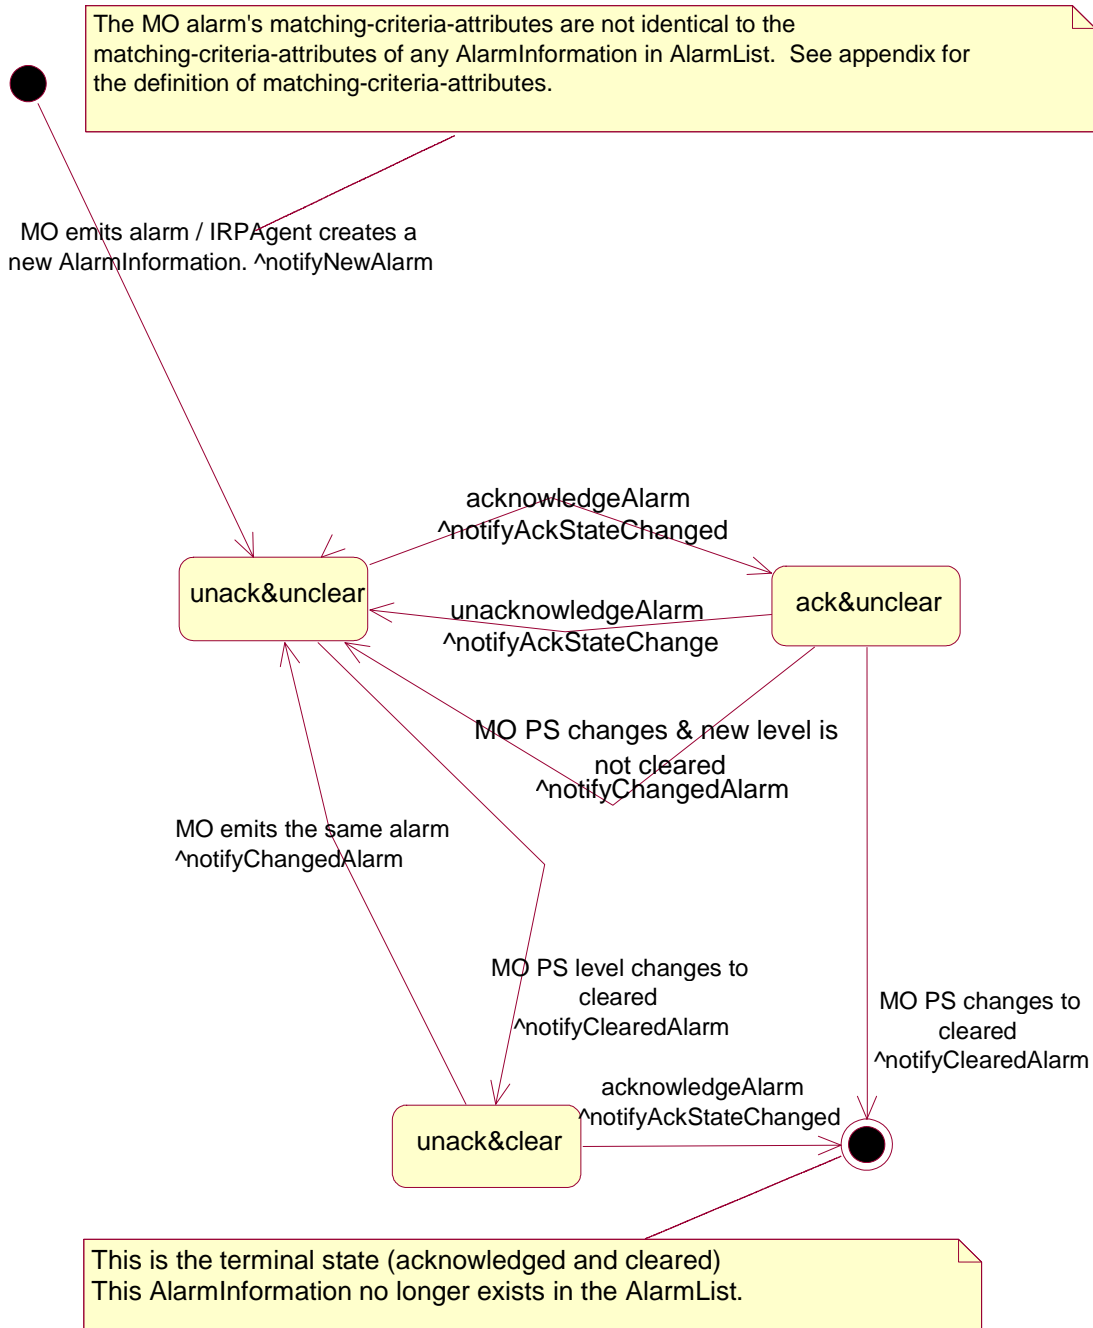 The MO alarm's matching-criteria-attributes are not identical to the
matching-criteria-attributes of any AlarmInformation in AlarmList.  See appendix for
the definition of matching-criteria-attributes.
MO emits alarm / IRPAgent creates a
new AlarmInformation. ^notifyNewAlarm
acknowledgeAlarm
^notifyAckStateChanged
unack&unclear
ack&unclear
unacknowledgeAlarm
^notifyAckStateChange
MO PS changes & new level is
not cleared
^notifyChangedAlarm
MO emits the same alarm
^notifyChangedAlarm
MO PS level changes to
cleared
^notifyClearedAlarm
MO PS changes to
cleared
^notifyClearedAlarm
acknowledgeAlarm
^notifyAckStateChanged
unack&clear
This is the terminal state (acknowledged and cleared)
This AlarmInformation no longer exists in the AlarmList.